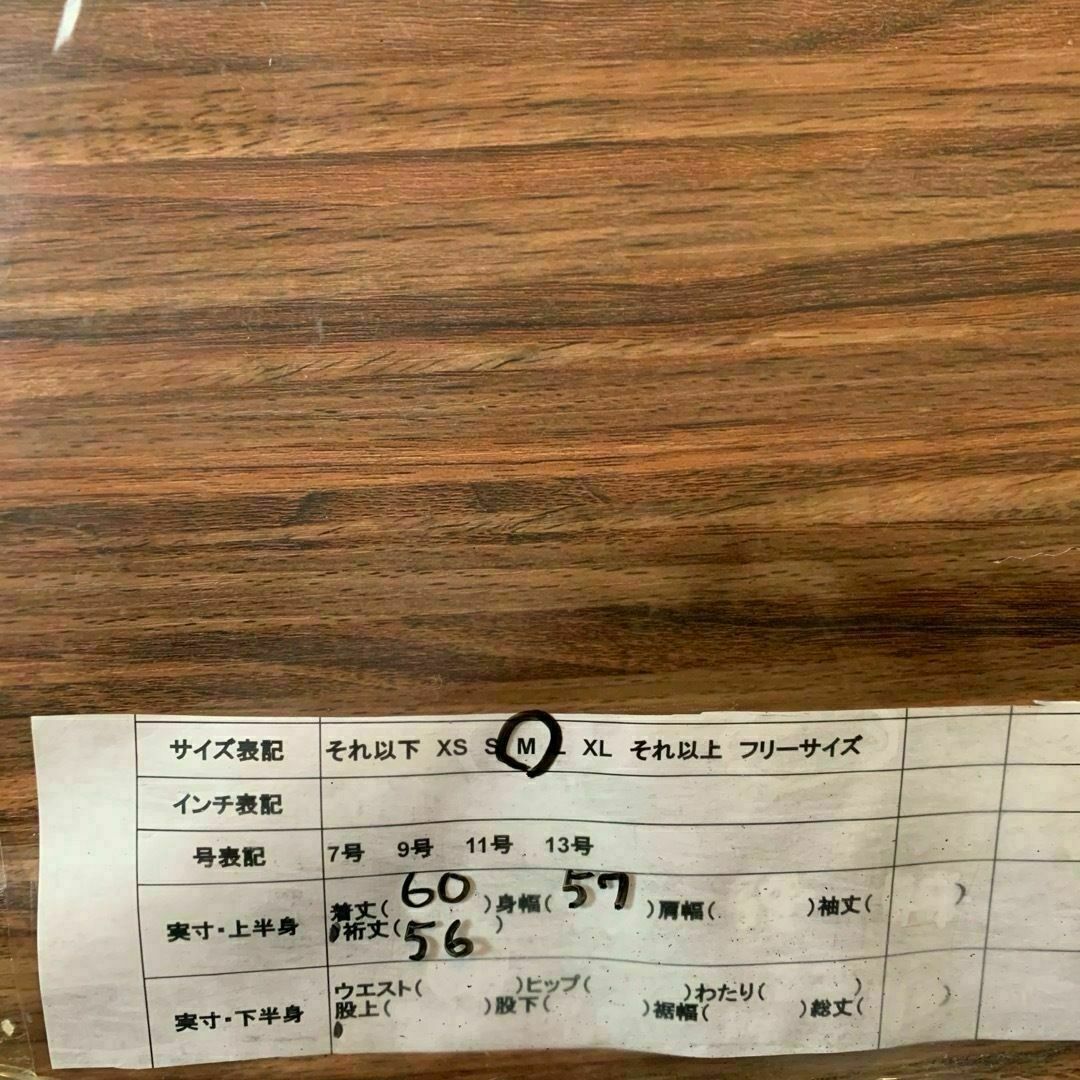 サイズ表記 それ以下 XS S M L XL それ以上 フリーサイズ
インチ表記
号表記 7号 9号 11号 13号
実寸・上半身 着丈( 60 )身幅( 57 )肩幅( )袖丈( )
裄丈( 56 )
実寸・下半身 ウエスト( )ヒップ( )わたり( )
股上( )股下( )裾幅( )総丈( )